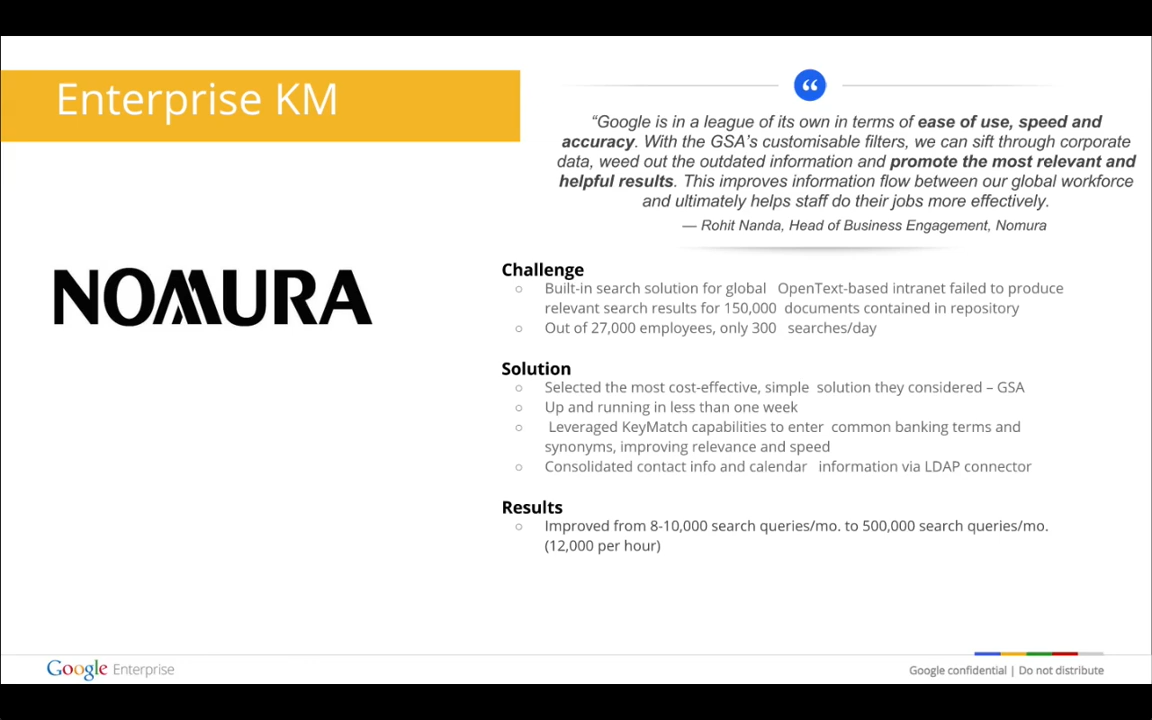 Enterprise KM
“Google is in a league of its own in terms of ease of use, speed and
accuracy. With the GSA’s customisable filters, we can sift through corporate
data, weed out the outdated information and promote the most relevant and
helpful results. This improves information flow between our global workforce
and ultimately helps staff do their jobs more effectively.
— Rohit Nanda, Head of Business Engagement, Nomura
NOMURA
Challenge
○ Built-in search solution for global OpenText-based intranet failed to produce
relevant search results for 150,000 documents contained in repository
○ Out of 27,000 employees, only 300 searches/day
Solution
○ Selected the most cost-effective, simple solution they considered – GSA
○ Up and running in less than one week
○ Leveraged KeyMatch capabilities to enter common banking terms and
synonyms, improving relevance and speed
○ Consolidated contact info and calendar information via LDAP connector
Results
○ Improved from 8-10,000 search queries/mo. to 500,000 search queries/mo.
(12,000 per hour)
Google Enterprise
Google confidential | Do not distribute